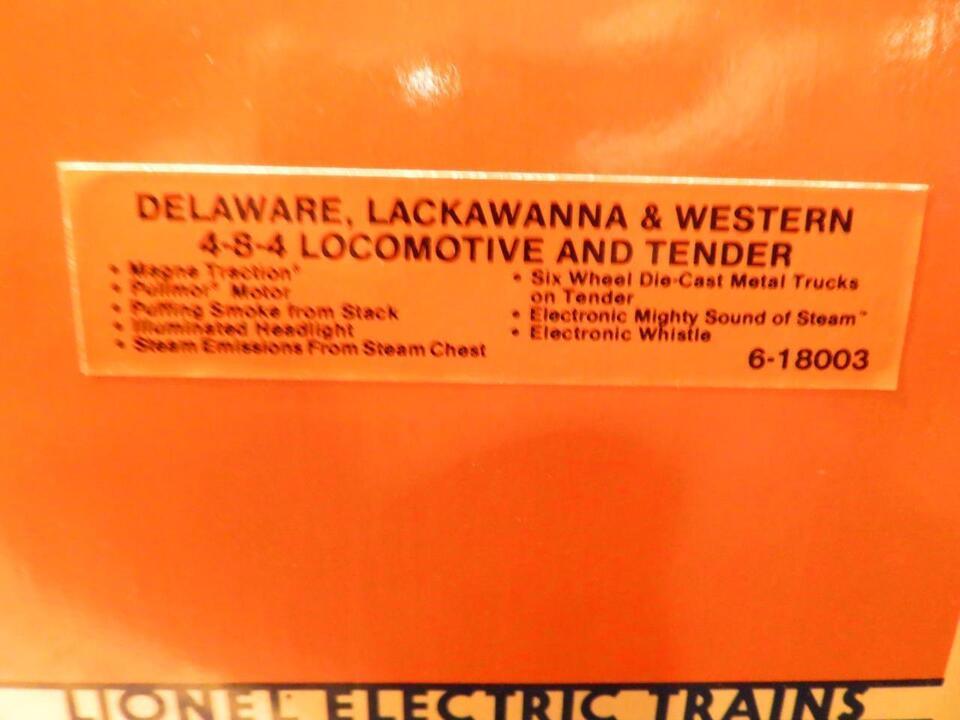 DELAWARE, LACKAWANNA & WESTERN
4-8-4 LOCOMOTIVE AND TENDER
• Magne Traction®
• Pullmor® Motor
• Puffing Smoke from Stack
• Illuminated Headlight
• Steam Emissions From Steam Chest
• Six Wheel Die-Cast Metal Trucks
on Tender
• Electronic Mighty Sound of Steam™
• Electronic Whistle
6-18003
LIONEL ELECTRIC TRAINS